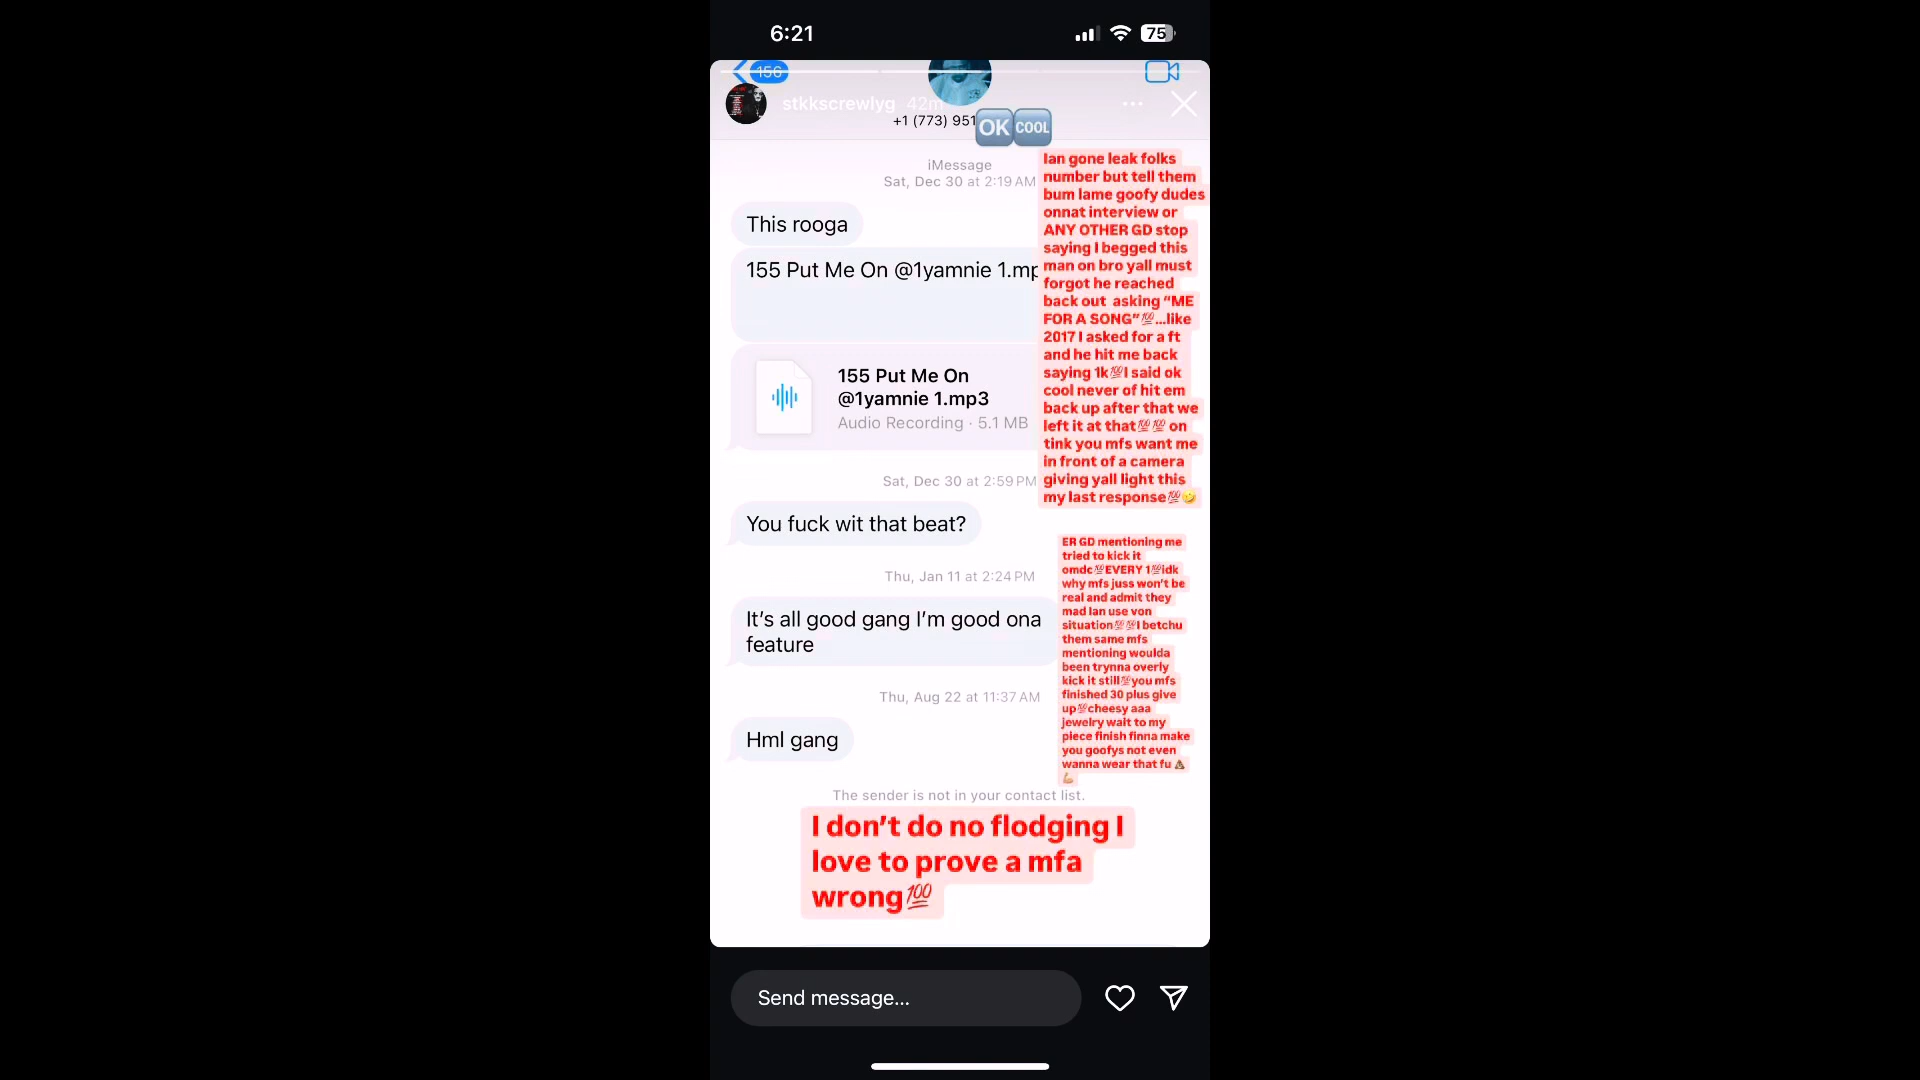 6:21
75
156
stkkscrewlyg 42m
+1 (773) 951
OK COOL
iMessage
Sat, Dec 30 at 2:19 AM
This rooga
155 Put Me On @1yamnie 1.mp
155 Put Me On
@1yamnie 1.mp3
Audio Recording · 5.1 MB
Sat, Dec 30 at 2:59 PM
You fuck wit that beat?
Thu, Jan 11 at 2:24 PM
It's all good gang I'm good ona
feature
Thu, Aug 22 at 11:37 AM
Hml gang
The sender is not in your contact list.
Ian gone leak folks
number but tell them
bum lame goofy dudes
onnat interview or
ANY OTHER GD stop
saying I begged this
man on bro yall must
forgot he reached
back out asking “ME
FOR A SONG”💯...like
2017 I asked for a ft
and he hit me back
saying 1k💯I said ok
cool never of hit em
back up after that we
left it at that💯💯 on
tink you mfs want me
in front of a camera
giving yall light this
my last response💯🤣
ER GD mentioning me
tried to kick it
omdc💯EVERY 1💯idk
why mfs juss won't be
real and admit they
mad Ian use von
situation💯💯I betchu
them same mfs
mentioning woulda
been trynna overly
kick it still💯you mfs
finished 30 plus give
up💯cheesy aaa
jewelry wait to my
piece finish finna make
you goofys not even
wanna wear that fu 💩
💪🏼
I don't do no flodging I
love to prove a mfa
wrong💯
Send message...